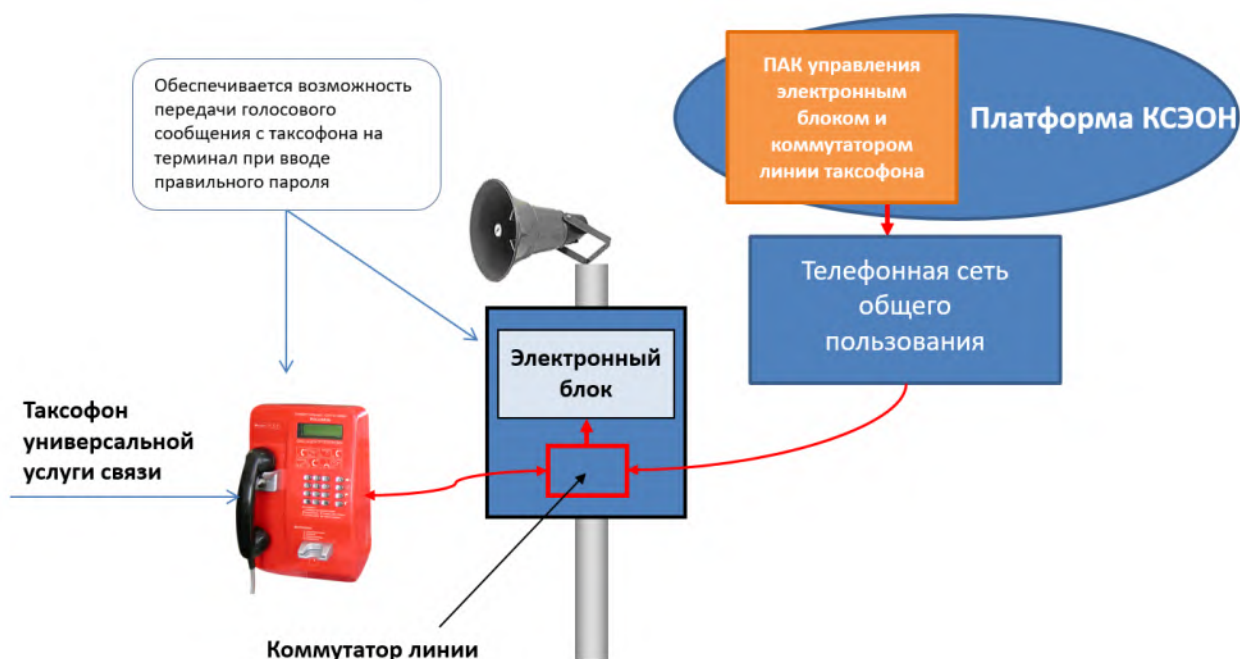 Обеспечивается возможность
передачи голосового
сообщения с таксофона на
терминал при вводе
правильного пароля
ПАК управления
электронным
блоком и
коммутатором
линии таксофона
Платформа КСЭОН
Телефонная сеть
общего
пользования
Электронный
блок
Таксофон
универсальной
услуги связи
Коммутатор линии